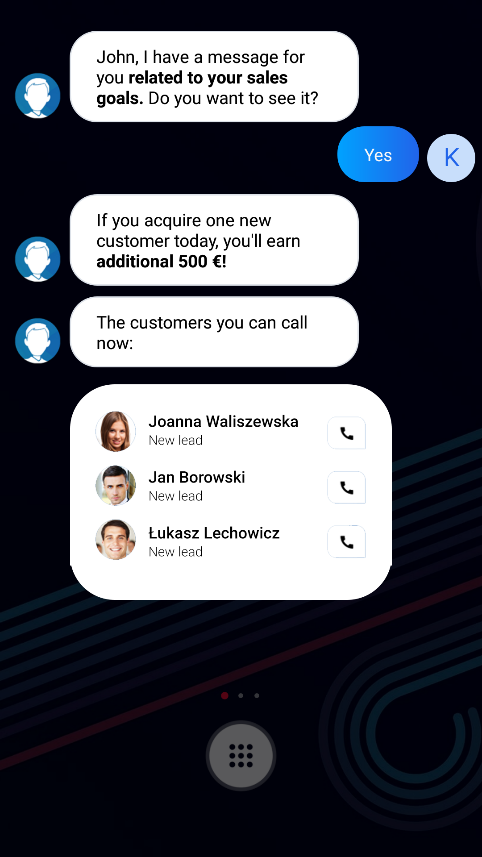 John, I have a message for
you related to your sales
goals. Do you want to see it?
Yes
K
If you acquire one new
customer today, you'll earn
additional 500 €!
The customers you can call
now:
Joanna Waliszewska
New lead
Jan Borowski
New lead
Łukasz Lechowicz
New lead